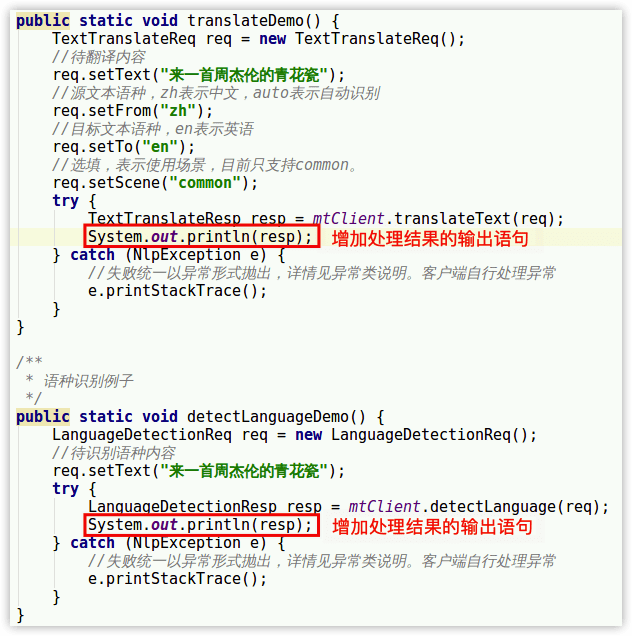 public static void translateDemo() {
    TextTranslateReq req = new TextTranslateReq();
    //待翻译内容
    req.setText("来一首周杰伦的青花瓷");
    //源文本语种，zh表示中文，auto表示自动识别
    req.setFrom("zh");
    //目标文本语种，en表示英语
    req.setTo("en");
    //选填，表示使用场景，目前只支持common。
    req.setScene("common");
    try {
        TextTranslateResp resp = mtClient.translateText(req);
        System.out.println(resp); 增加处理结果的输出语句
    } catch (NlpException e) {
        //失败统一以异常形式抛出，详情见异常类说明。客户端自行处理异常
        e.printStackTrace();
    }
}
/**
 * 语种识别例子
 */
public static void detectLanguageDemo() {
    LanguageDetectionReq req = new LanguageDetectionReq();
    //待识别语种内容
    req.setText("来一首周杰伦的青花瓷");
    try {
        LanguageDetectionResp resp = mtClient.detectLanguage(req);
        System.out.println(resp); 增加处理结果的输出语句
    } catch (NlpException e) {
        //失败统一以异常形式抛出，详情见异常类说明。客户端自行处理异常
        e.printStackTrace();
    }
}